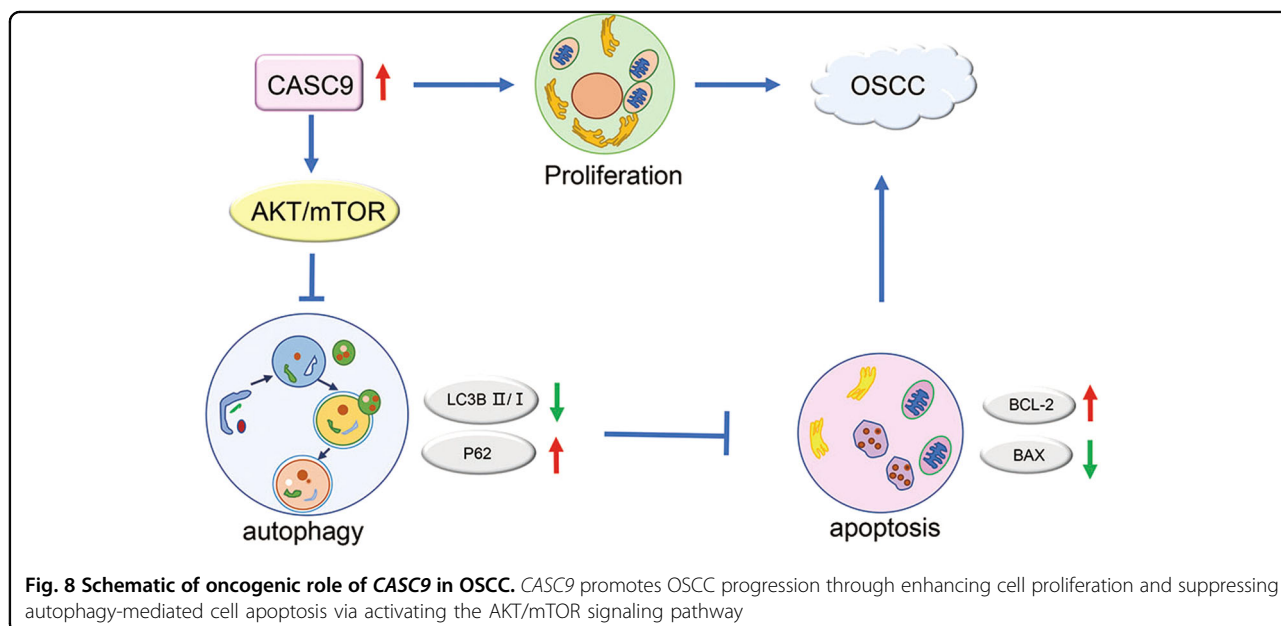 CASC9
OSCC
Proliferation
AKT/mTOR
LC3B Ⅱ/Ⅰ
P62
BCL-2
BAX
autophagy
apoptosis
Fig. 8 Schematic of oncogenic role of CASC9 in OSCC. CASC9 promotes OSCC progression through enhancing cell proliferation and suppressing
autophagy-mediated cell apoptosis via activating the AKT/mTOR signaling pathway